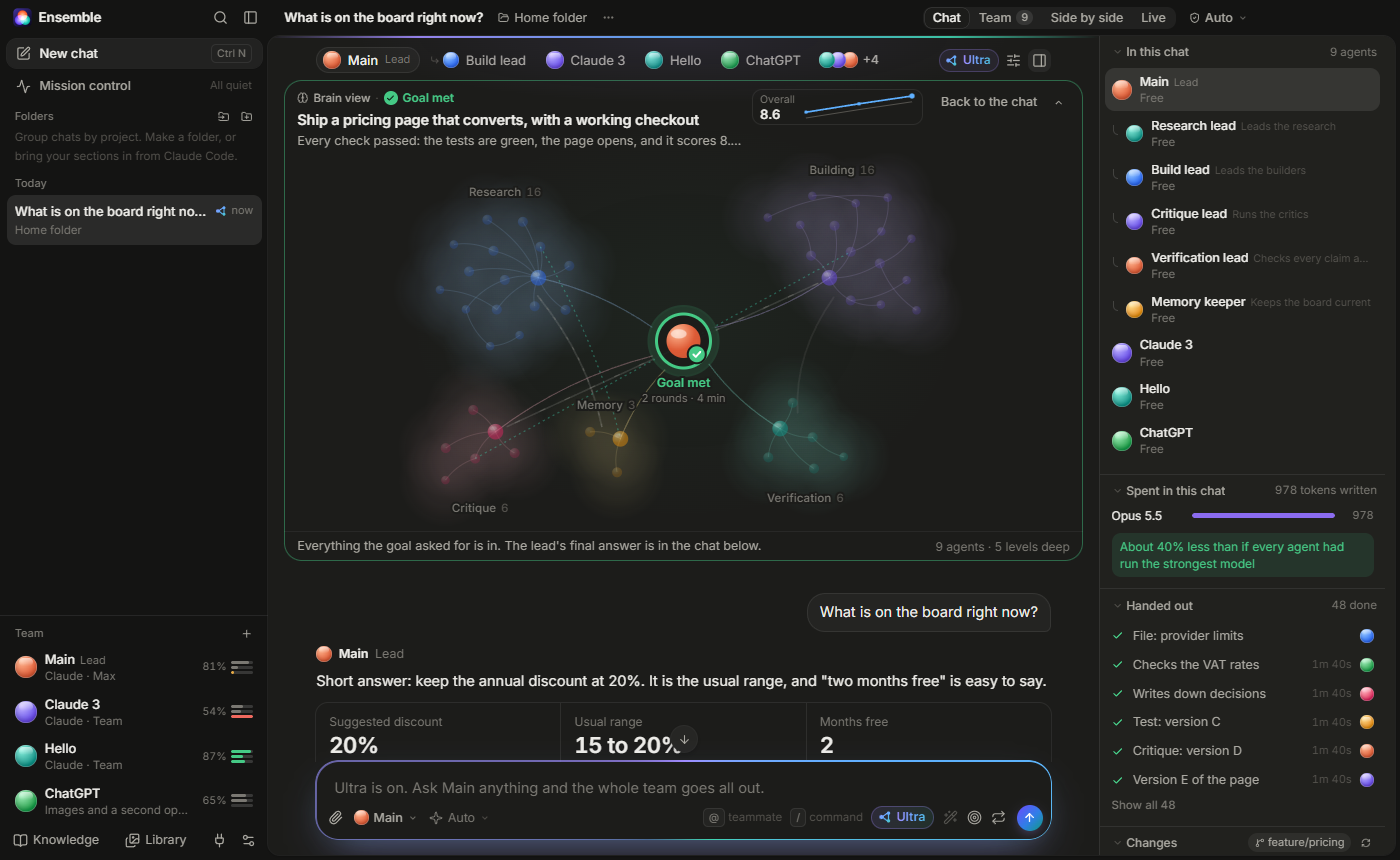 Ensemble
New chat
Ctrl N
Mission control
All quiet
Folders
Group chats by project. Make a folder, or
bring your sections in from Claude Code.
Today
What is on the board right no...
now
Home folder
Team
Main Lead
Claude · Max
81%
Claude 3
Claude · Team
54%
Hello
Claude · Team
87%
ChatGPT
Images and a second op...
65%
Knowledge
Library
What is on the board right now?
Home folder
Chat
Team 9
Side by side
Live
Auto
Main Lead
Build lead
Claude 3
Hello
ChatGPT
+4
Ultra
Brain view · Goal met
Ship a pricing page that converts, with a working checkout
Every check passed: the tests are green, the page opens, and it scores 8....
Overall
8.6
Back to the chat
Research 16
Building 16
Goal met
2 rounds · 4 min
Memory 3
Critique 6
Verification 6
Everything the goal asked for is in. The lead's final answer is in the chat below.
9 agents · 5 levels deep
What is on the board right now?
Main Lead
Short answer: keep the annual discount at 20%. It is the usual range, and "two months free" is easy to say.
Suggested discount
20%
Usual range
15 to 20%
Months free
2
Ultra is on. Ask Main anything and the whole team goes all out.
Main
Auto
@ teammate
/ command
Ultra
In this chat
9 agents
Main Lead
Free
Research lead Leads the research
Free
Build lead Leads the builders
Free
Critique lead Runs the critics
Free
Verification lead Checks every claim a...
Free
Memory keeper Keeps the board current
Free
Claude 3
Free
Hello
Free
ChatGPT
Free
Spent in this chat
978 tokens written
Opus 5.5
978
About 40% less than if every agent had
run the strongest model
Handed out
48 done
File: provider limits
Checks the VAT rates
1m 40s
Writes down decisions
1m 40s
Test: version C
1m 40s
Critique: version D
1m 40s
Version E of the page
1m 40s
Show all 48
Changes
feature/pricing